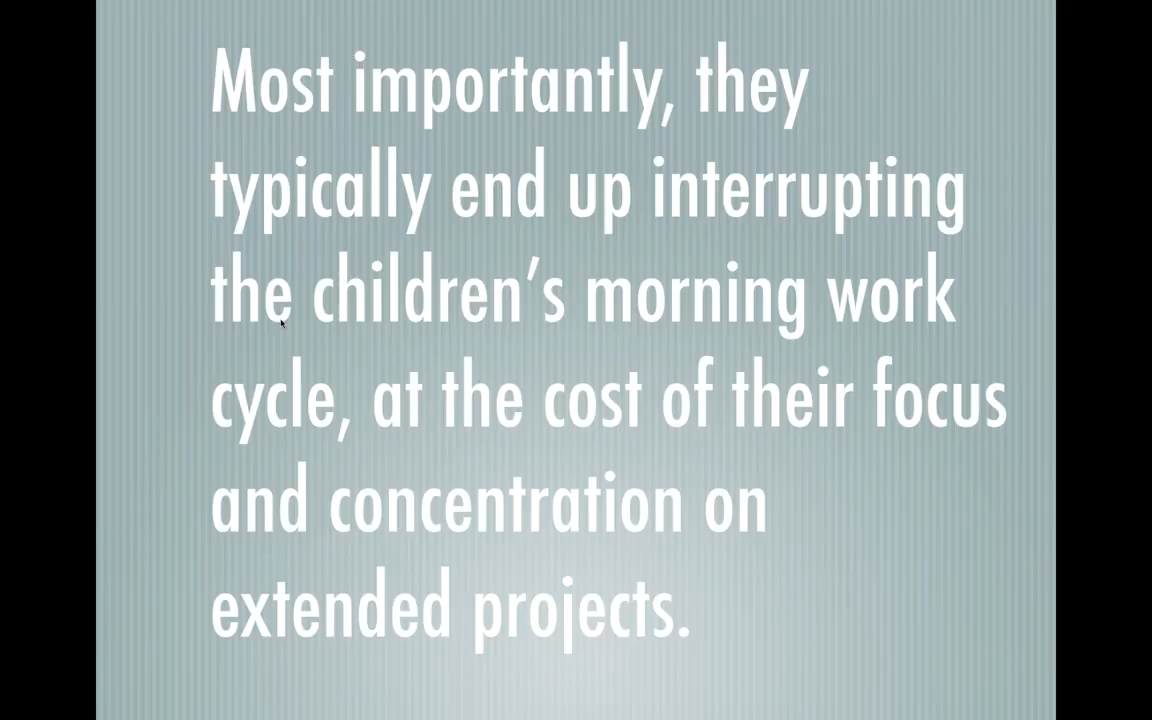 Most importantly, they
typically end up interrupting
the children’s morning work
cycle, at the cost of their focus
and concentration on
extended projects.